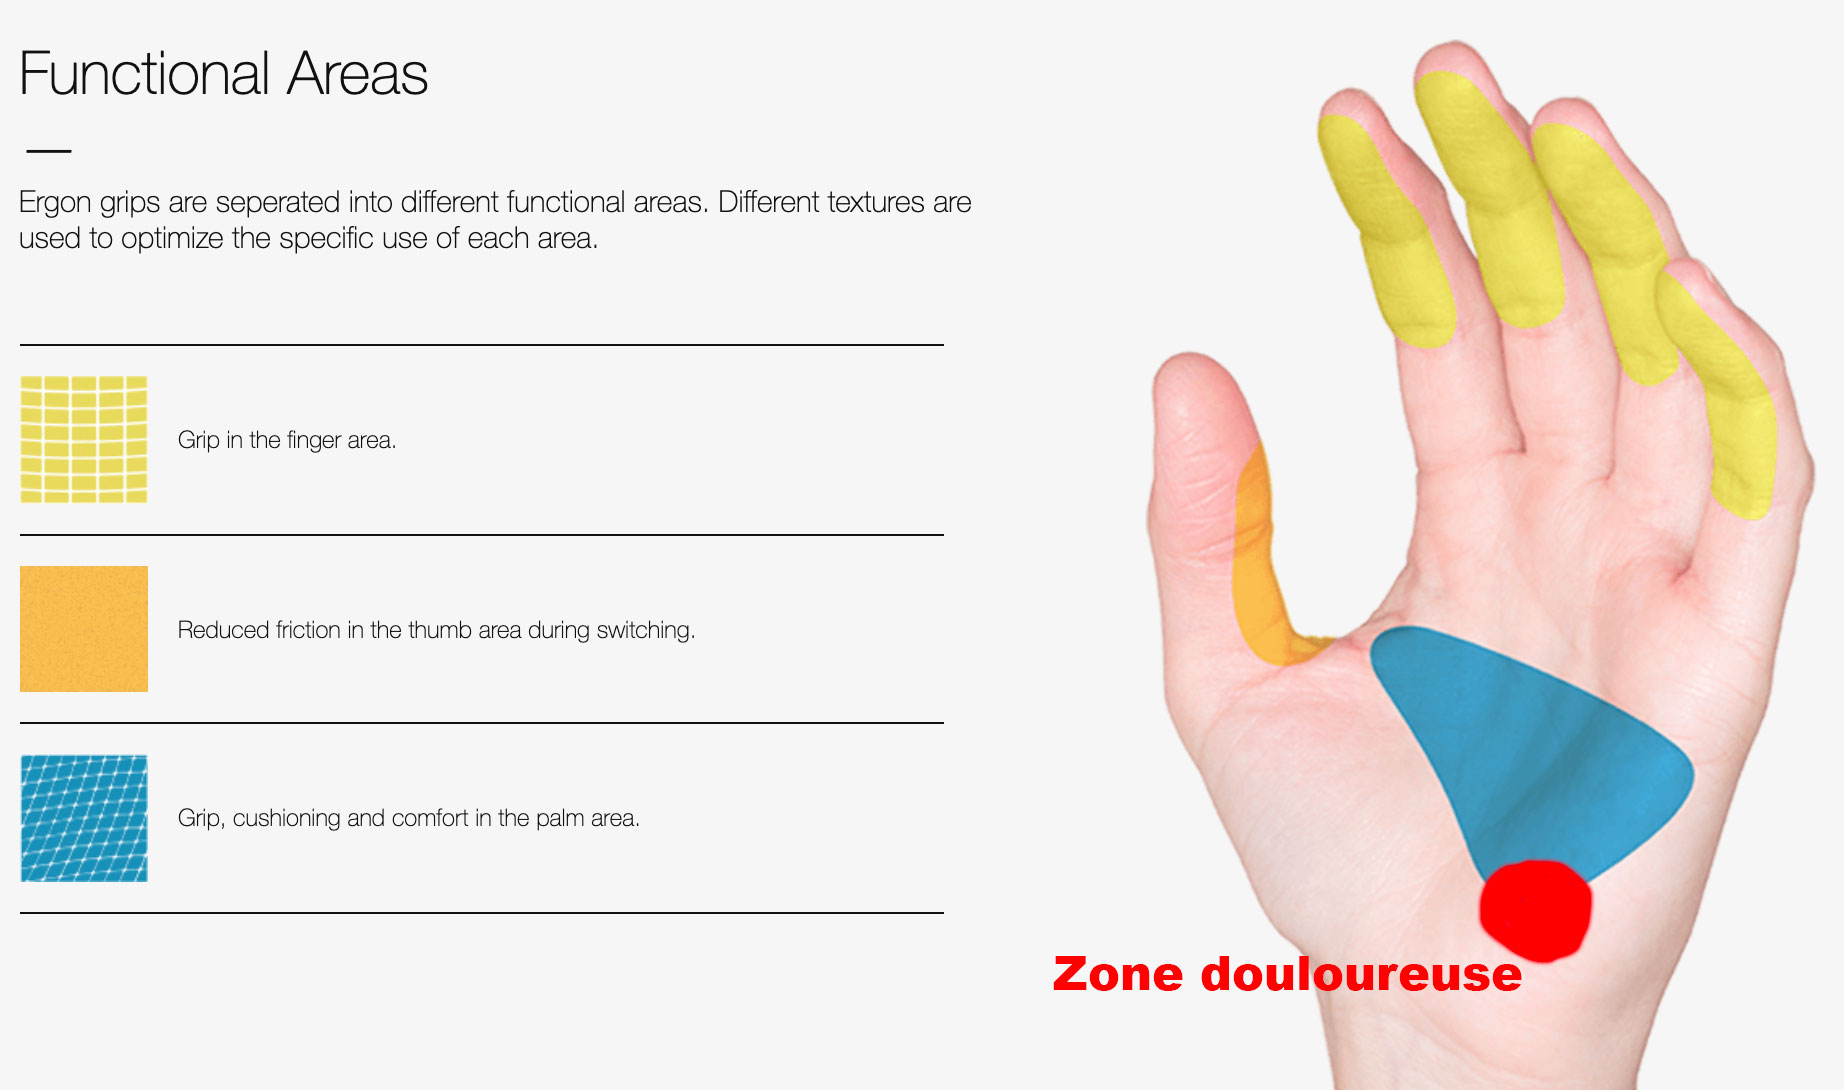 Functional Areas
Ergon grips are seperated into different functional areas. Different textures are
used to optimize the specific use of each area.
Grip in the finger area.
Reduced friction in the thumb area during switching.
Grip, cushioning and comfort in the palm area.
Zone douloureuse